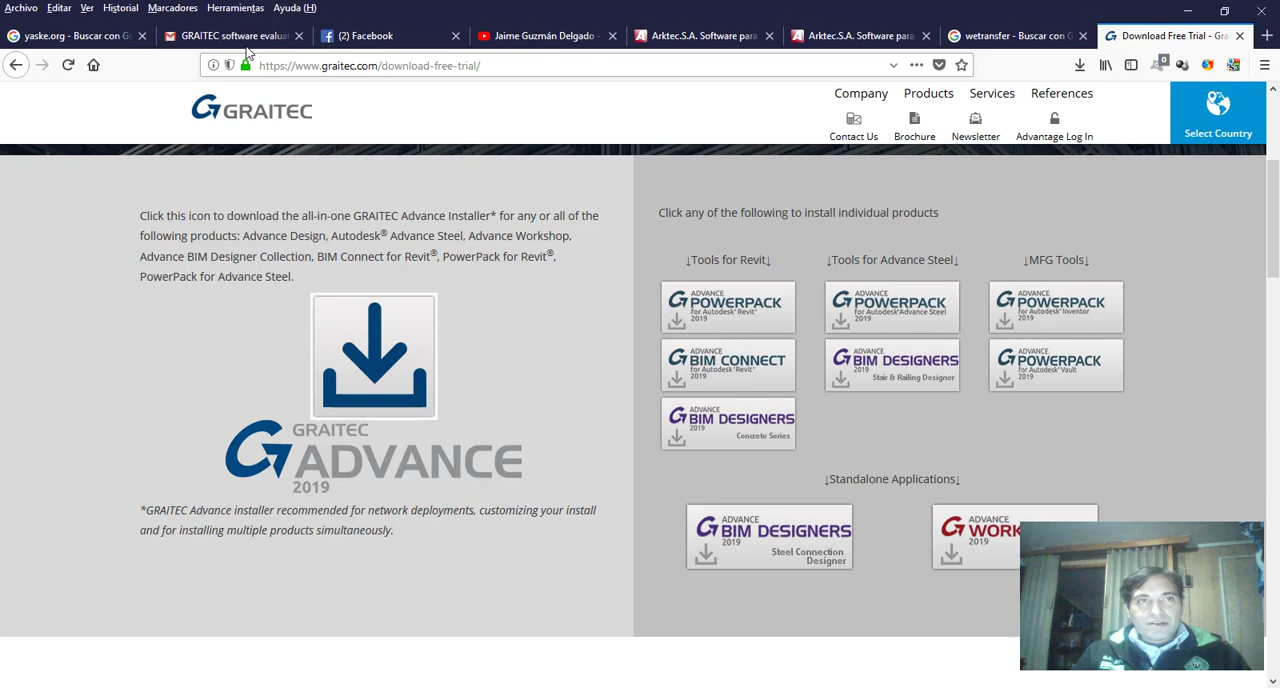 Archivo Editar Ver Historial Marcadores Herramientas Ayuda (H)
yaske.org - Buscar con Go
GRAITEC software evaluat
(2) Facebook
Jaime Guzmán Delgado -
Arktec.S.A. Software para
Arktec.S.A. Software para
wetransfer - Buscar con G
Download Free Trial - Gra
https://www.graitec.com/download-free-trial/
0
GRAITEC
Company Products Services References
Contact Us Brochure Newsletter Advantage Log In
Select Country
Click this icon to download the all-in-one GRAITEC Advance Installer* for any or all of the
following products: Advance Design, Autodesk® Advance Steel, Advance Workshop,
Advance BIM Designer Collection, BIM Connect for Revit®, PowerPack for Revit®,
PowerPack for Advance Steel.
GRAITEC
ADVANCE
2019
*GRAITEC Advance installer recommended for network deployments, customizing your install
and for installing multiple products simultaneously.
Click any of the following to install individual products
↓Tools for Revit↓
ADVANCE
POWERPACK
for Autodesk® Revit®
2019
ADVANCE
BIM CONNECT
for Autodesk® Revit®
2019
ADVANCE
BIM DESIGNERS
2019
Concrete Series
↓Tools for Advance Steel↓
ADVANCE
POWERPACK
for Autodesk® Advance Steel
2019
ADVANCE
BIM DESIGNERS
2019
Stair & Railing Designer
↓MFG Tools↓
ADVANCE
POWERPACK
for Autodesk® Inventor
2019
ADVANCE
POWERPACK
for Autodesk® Vault
2019
↓Standalone Applications↓
ADVANCE
BIM DESIGNERS
2019
Steel Connection
Designer
ADVANCE
WORK
2019